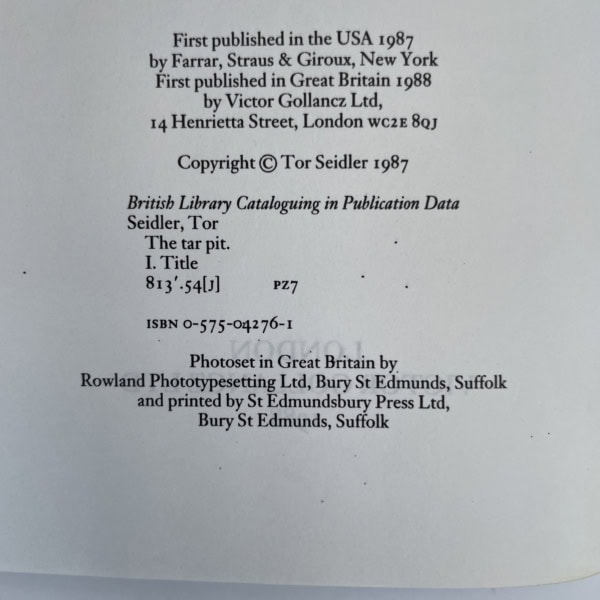 First published in the USA 1987
by Farrar, Straus & Giroux, New York
First published in Great Britain 1988
by Victor Gollancz Ltd,
14 Henrietta Street, London WC2E 8QJ
Copyright © Tor Seidler 1987
British Library Cataloguing in Publication Data
Seidler, Tor
The tar pit.
I. Title
813'.54[J] PZ7
ISBN 0-575-04276-1
Photoset in Great Britain by
Rowland Phototypesetting Ltd, Bury St Edmunds, Suffolk
and printed by St Edmundsbury Press Ltd,
Bury St Edmunds, Suffolk